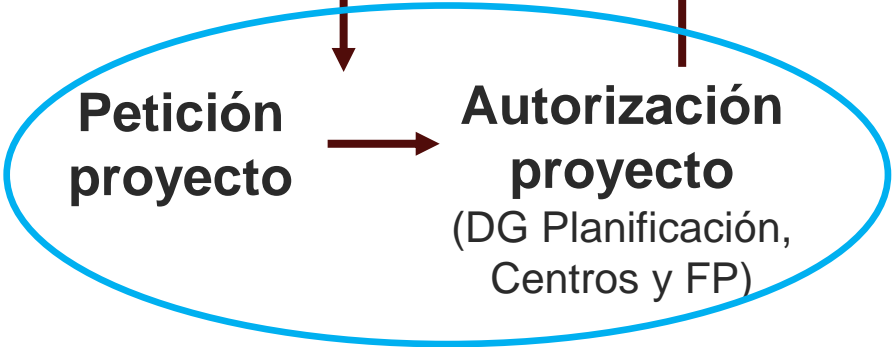 Petición
proyecto
Autorización
proyecto
(DG Planificación,
Centros y FP)